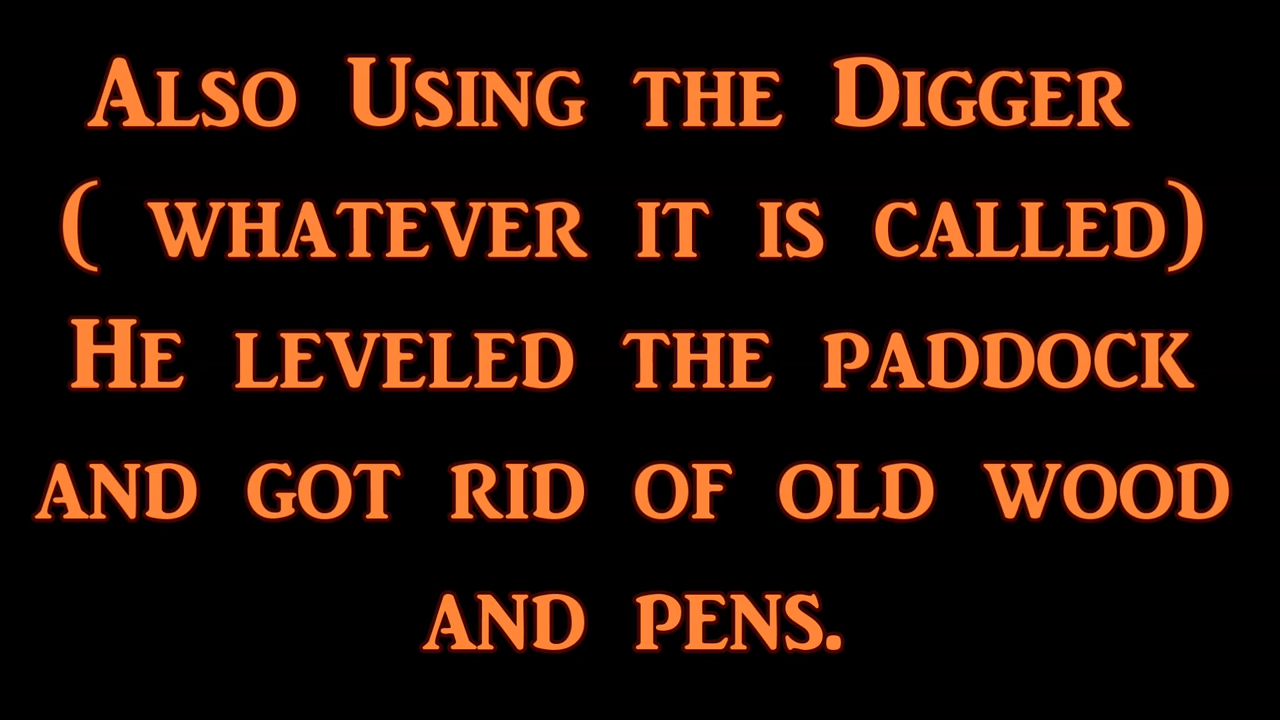 Also Using the Digger
( whatever it is called)
He leveled the paddock
and got rid of old wood
and pens.